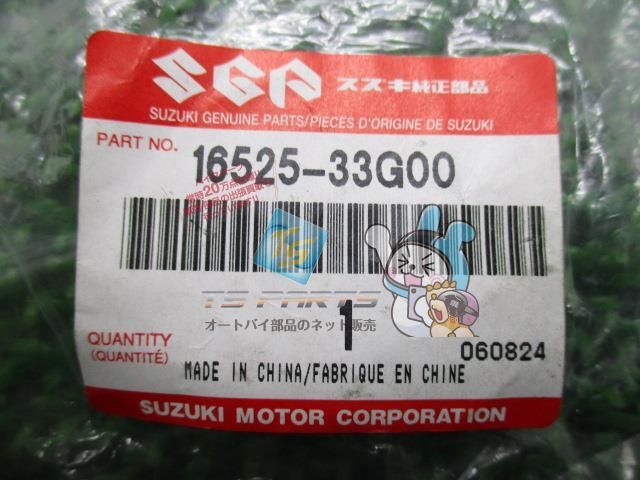 SGP スズキ純正部品
SUZUKI GENUINE PARTS/PIECES D'ORIGINE DE SUZUKI
PART NO. 16525-33G00
TS PARTS
オートバイ部品のネット販売
QUANTITY 1
(QUANTITÉ) 060824
MADE IN CHINA/FABRIQUE EN CHINE
SUZUKI MOTOR CORPORATION